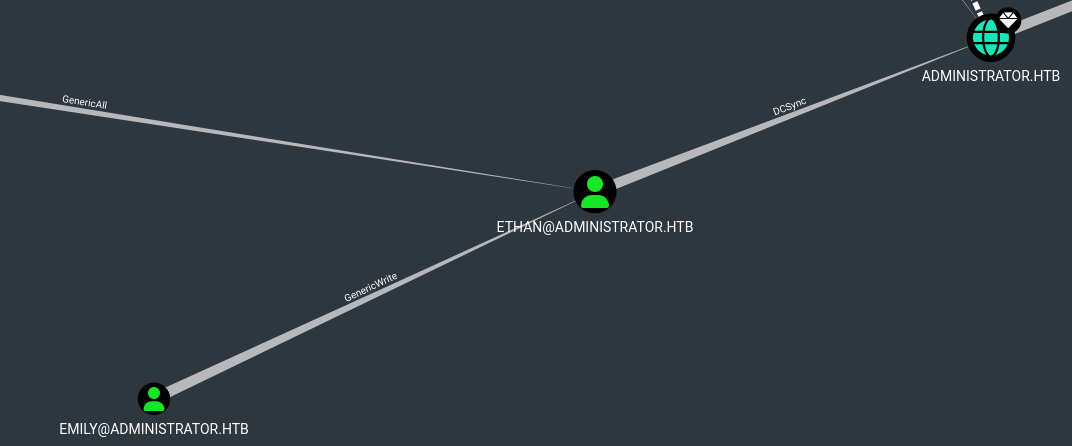 ADMINISTRATOR.HTB
GenericAll
DCSync
ETHAN@ADMINISTRATOR.HTB
GenericWrite
EMILY@ADMINISTRATOR.HTB